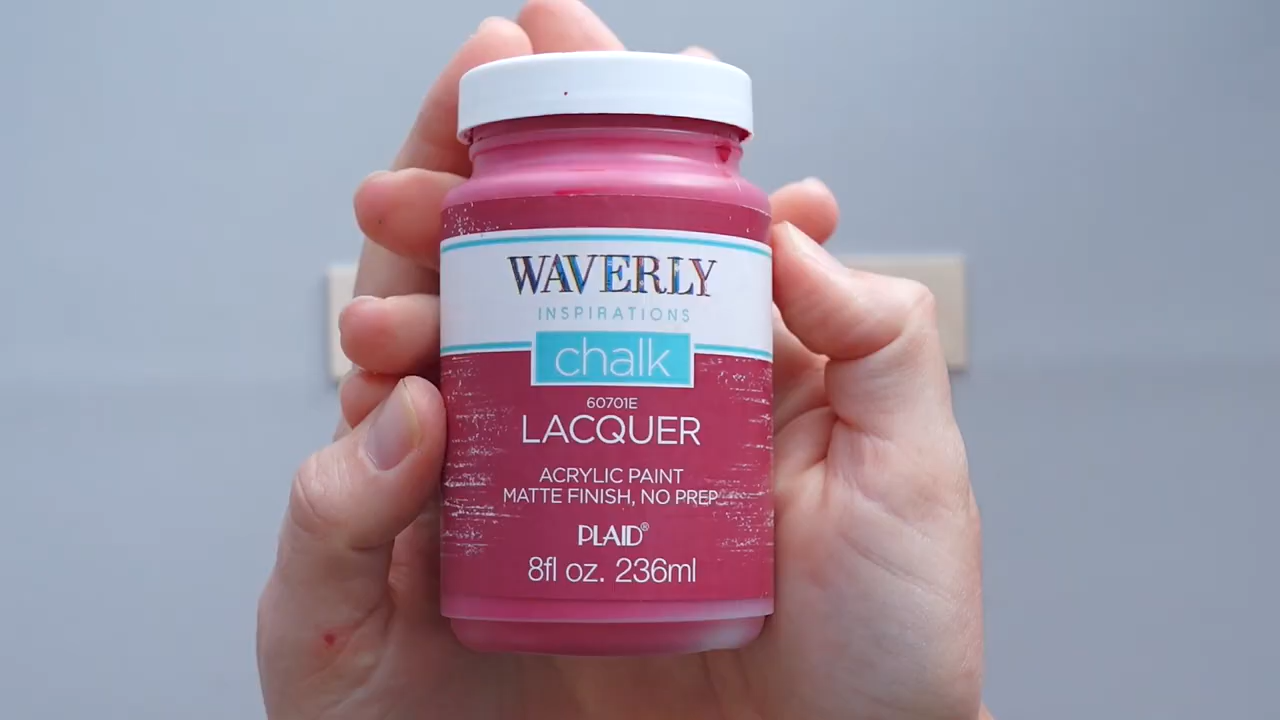 WAVERLY
INSPIRATIONS
chalk
60701E
LACQUER
ACRYLIC PAINT
MATTE FINISH, NO PREP
PLAID®
8fl oz. 236ml